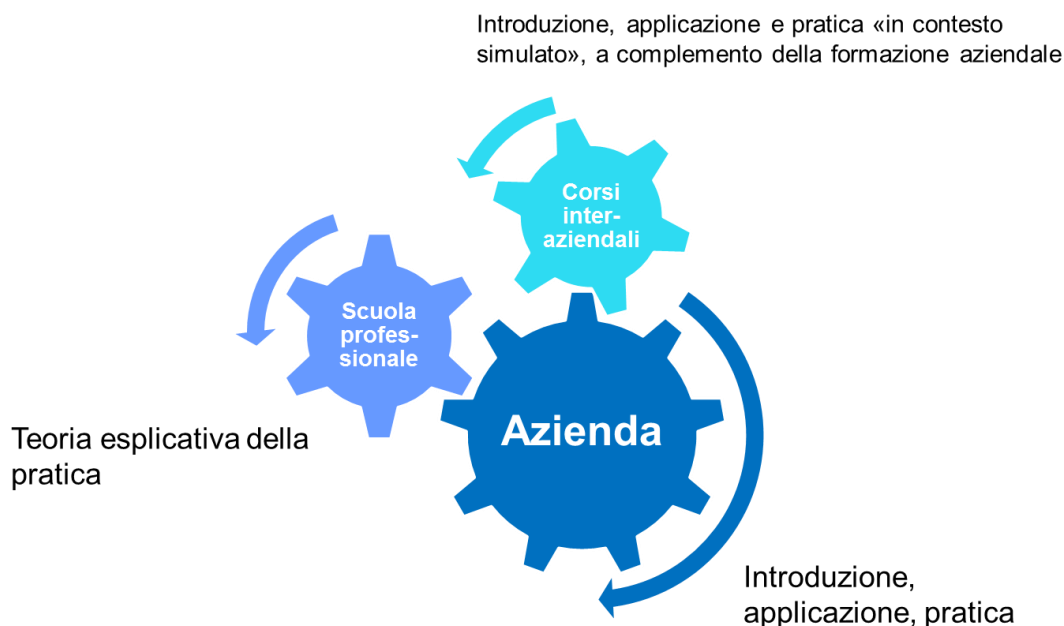 Introduzione, applicazione e pratica «in contesto
simulato», a complemento della formazione aziendale
Corsi
inter-
aziendali
Scuola
profes-
sionale
Azienda
Teoria esplicativa della
pratica
Introduzione,
applicazione, pratica